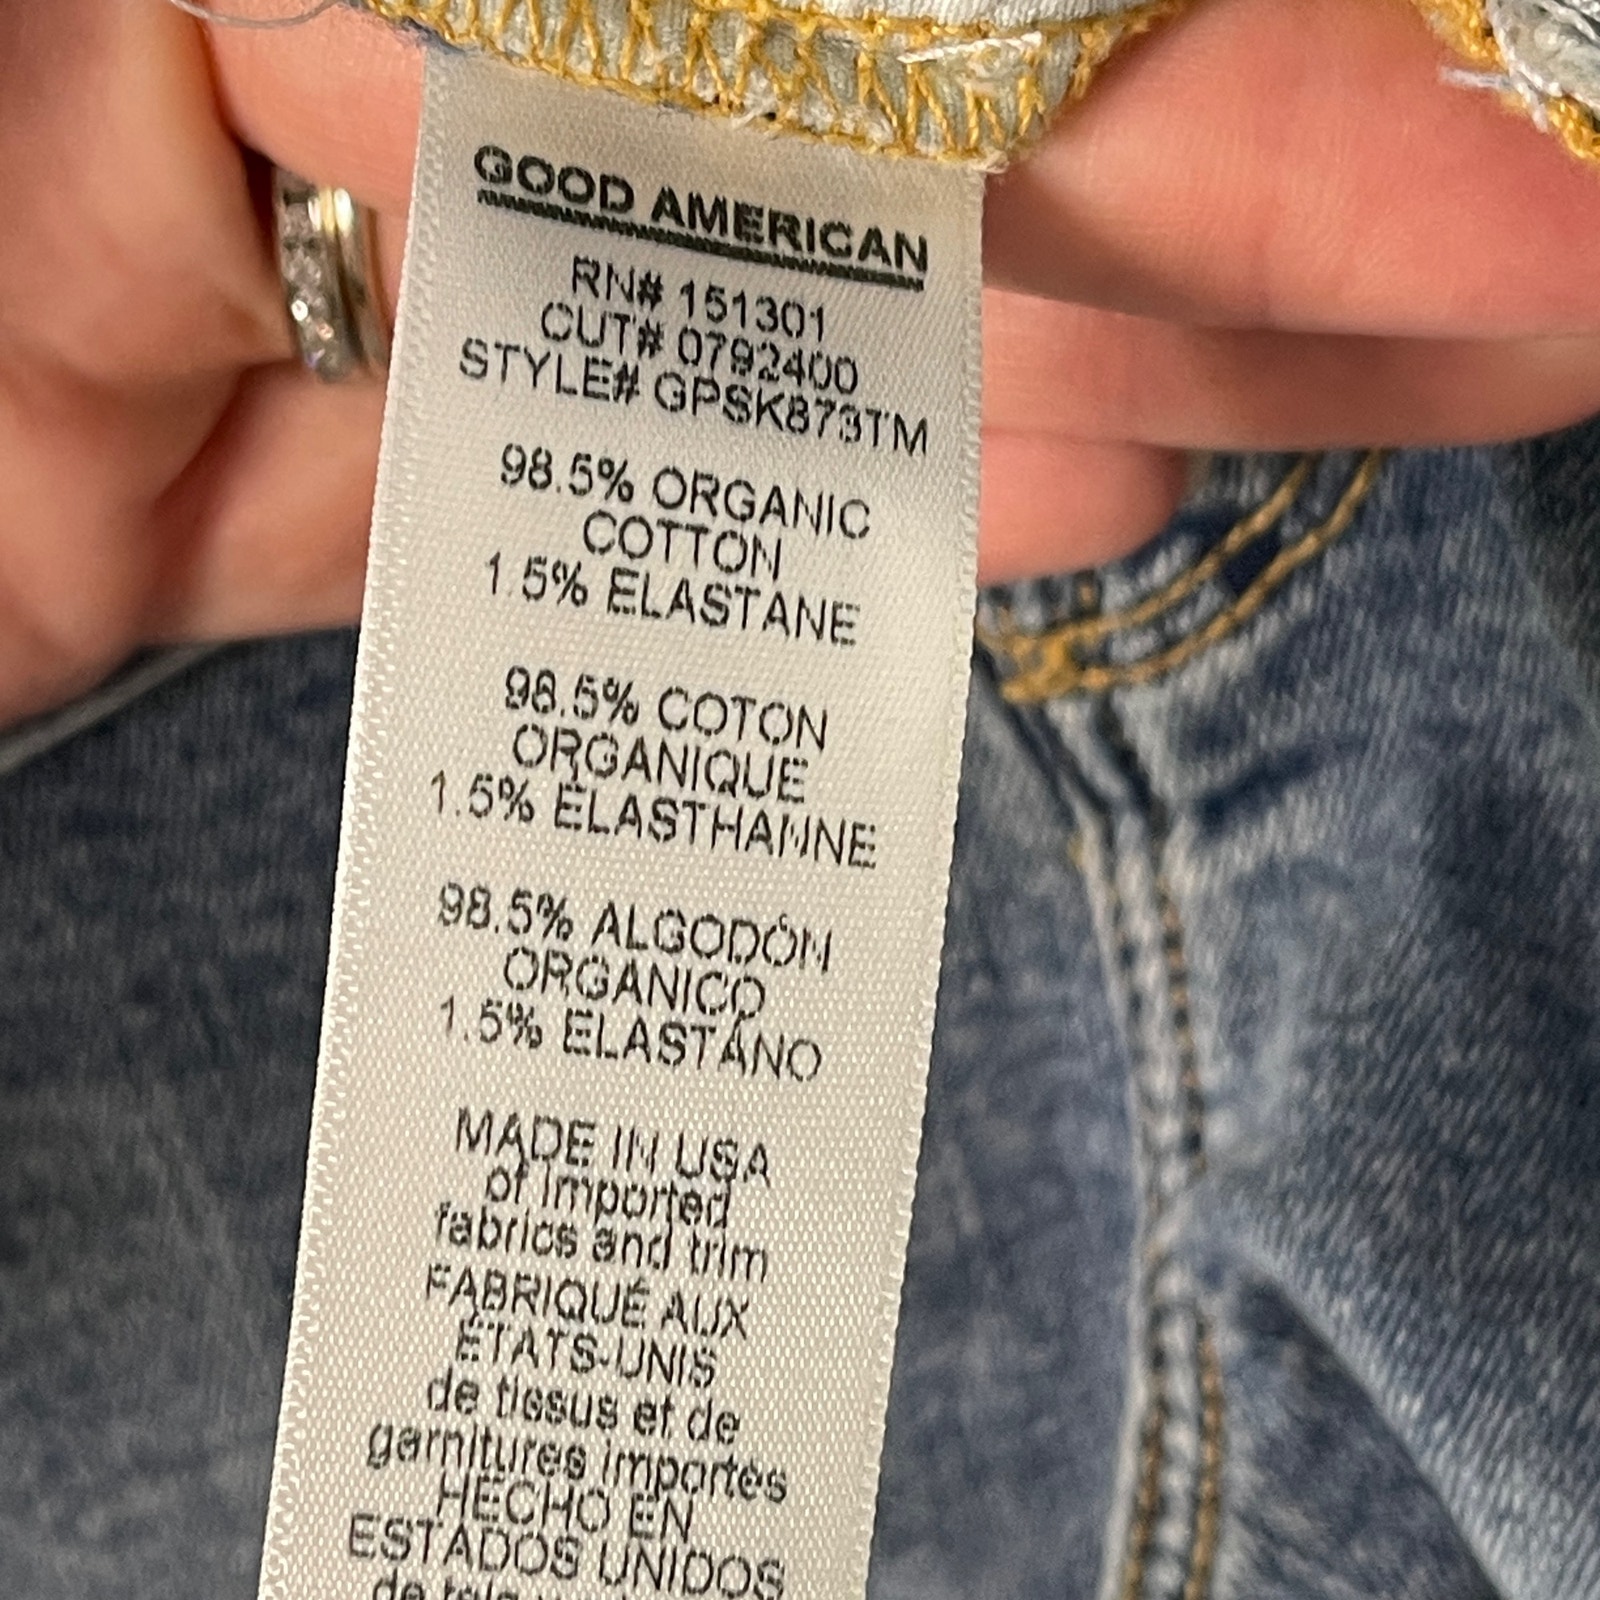 GOOD AMERICAN
RN# 151301
CUT# 0792400
STYLE# GPSK873TM
98.5% ORGANIC
COTTON
1.5% ELASTANE
98.5% COTON
ORGANIQUE
1.5% ÉLASTHANNE
98.5% ALGODÓN
ORGANICO
1.5% ELASTÁNO
MADE IN USA
of imported
fabrics and trim
FABRIQUÉ AUX
ÉTATS-UNIS
de tissus et de
garnitures importés
HECHO EN
ESTADOS UNIDOS
de